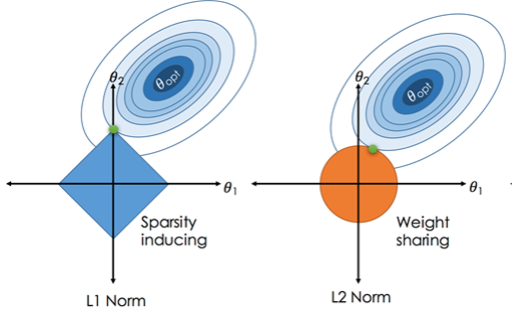 θ2
θopt
θ1
Sparsity
inducing
L1 Norm
θ2
θopt
θ1
Weight
sharing
L2 Norm